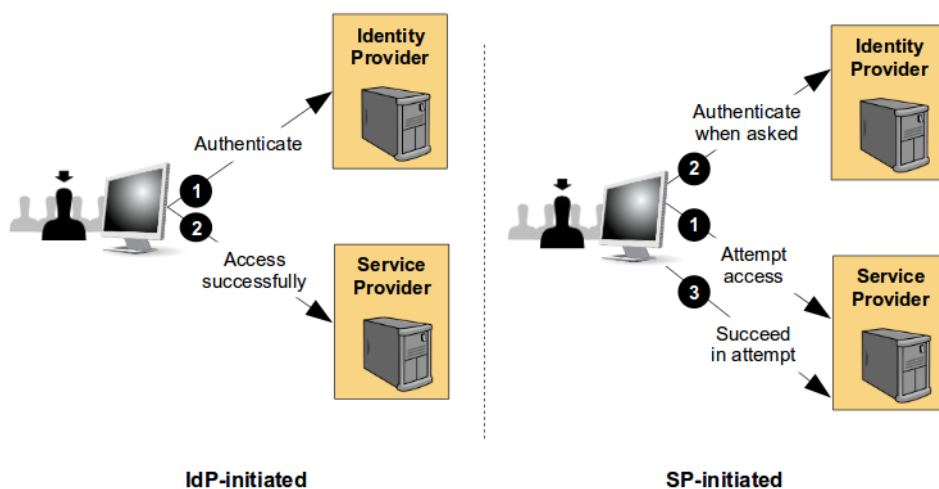 Identity
Provider
Authenticate
1
2
Access
successfully
Service
Provider
IdP-initiated
Identity
Provider
Authenticate
when asked
2
1
Attempt
access
3
Succeed
in attempt
Service
Provider
SP-initiated